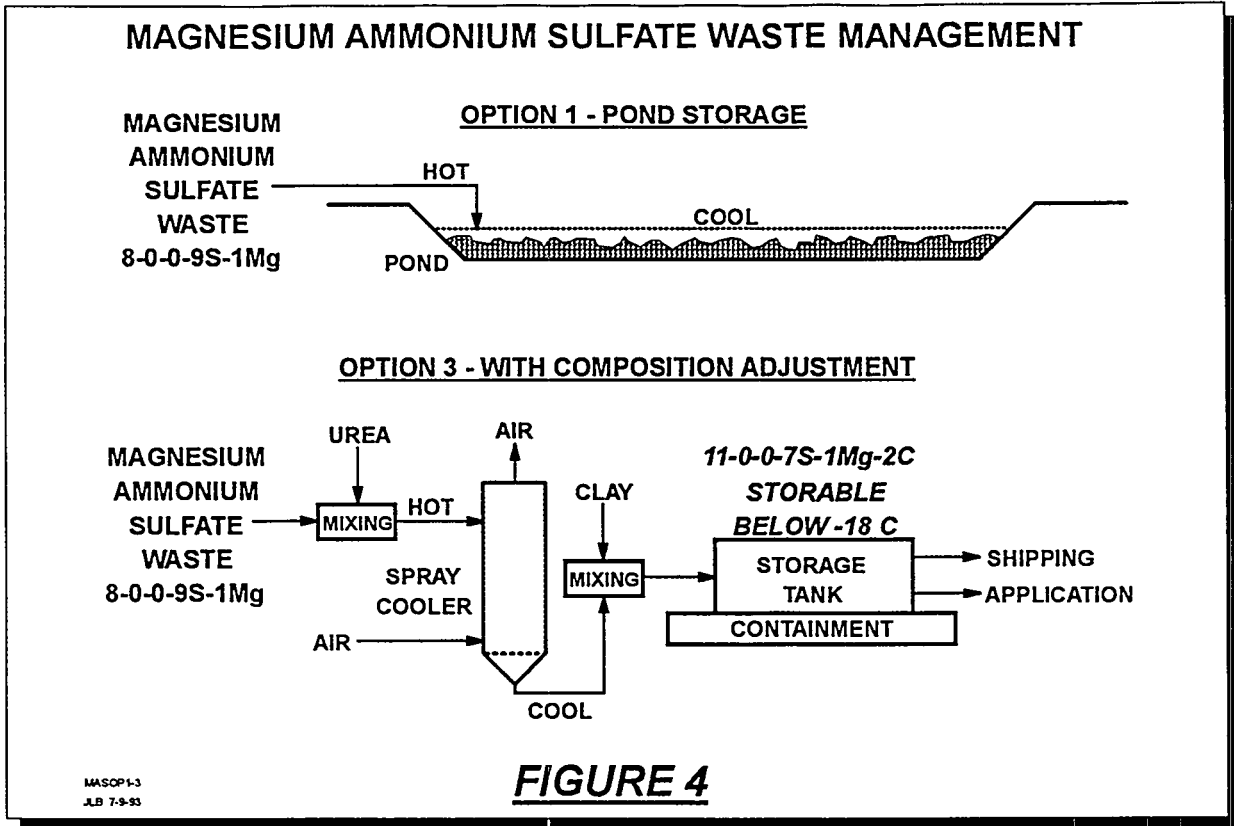 MAGNESIUM AMMONIUM SULFATE WASTE MANAGEMENT
OPTION 1 - POND STORAGE
MAGNESIUM
AMMONIUM
SULFATE
WASTE
8-0-0-9S-1Mg
HOT
COOL
POND
OPTION 3 - WITH COMPOSITION ADJUSTMENT
MAGNESIUM
AMMONIUM
SULFATE
WASTE
8-0-0-9S-1Mg
UREA
MIXING
HOT
AIR
SPRAY
COOLER
AIR
COOL
CLAY
MIXING
11-0-0-7S-1Mg-2C
STORABLE
BELOW -18 C
STORAGE
TANK
CONTAINMENT
SHIPPING
APPLICATION
FIGURE 4
MASOP1-3
JLB 7-9-93